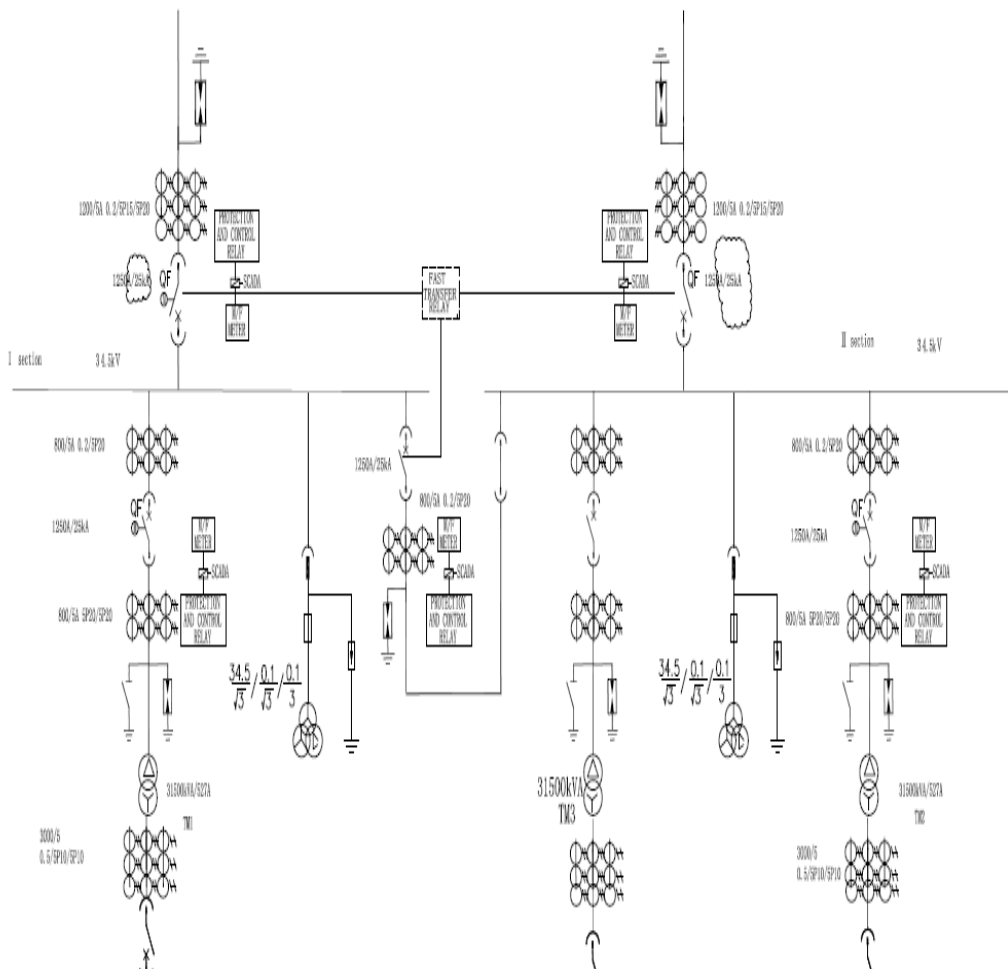 1200/5A 0.2/5P15/5P20
PROTECTION
AND CONTROL
RELAY
SCADA
M/F
METER
1250A/25kA
QF
FAST
TRANSFER
RELAY
PROTECTION
AND CONTROL
RELAY
SCADA
M/F
METER
1200/5A 0.2/5P15/5P20
QF
1250A/25kA
I section
34.5kV
II section
34.5kV
800/5A 0.2/5P20
QF
1250A/25kA
M/F
METER
SCADA
PROTECTION
AND CONTROL
RELAY
800/5A 5P20/5P20
34.5/√3 / 0.1/√3 / 0.1/3
1250A/25kA
800/5A 0.2/5P20
M/F
METER
SCADA
PROTECTION
AND CONTROL
RELAY
34.5/√3 / 0.1/√3 / 0.1/3
800/5A 0.2/5P20
QF
1250A/25kA
M/F
METER
SCADA
PROTECTION
AND CONTROL
RELAY
800/5A 5P20/5P20
31500kVA/527A
TM1
31500kVA
TM3
31500kVA/527A
TM2
3000/5
0.5/5P10/5P10
3000/5
0.5/5P10/5P10